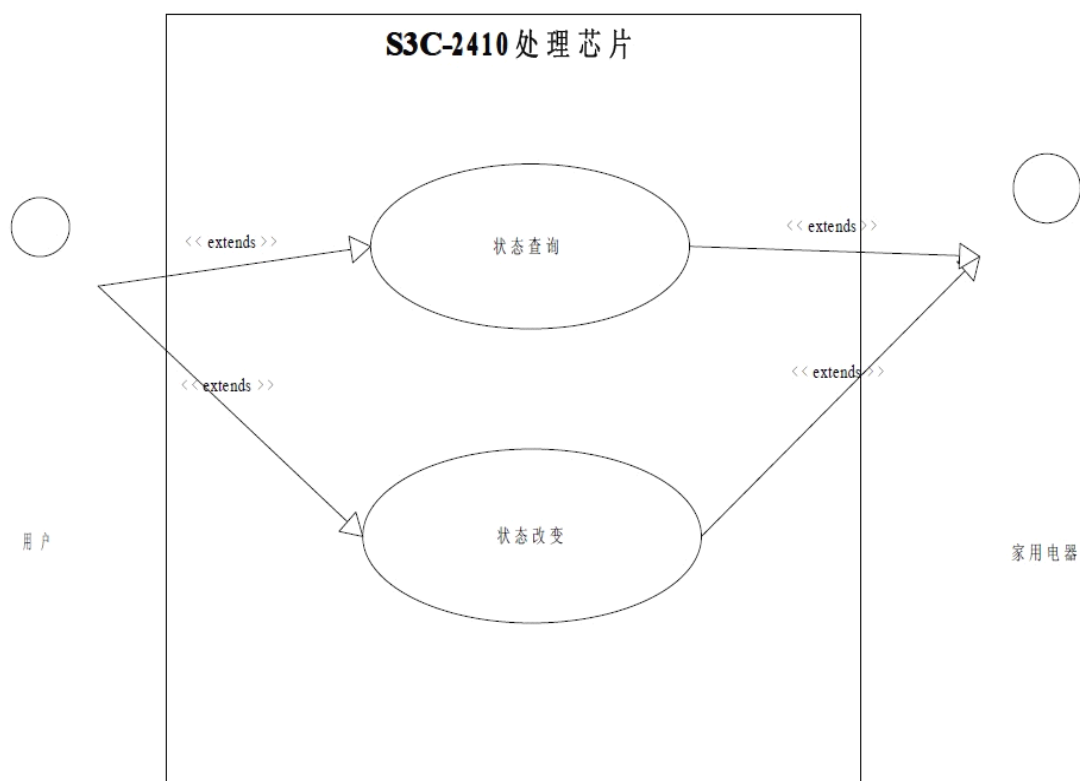 S3C-2410处理芯片
<< extends >>
<< extends >>
状态查询
<< extends >>
<< extends >>
状态改变
用户
家用电器